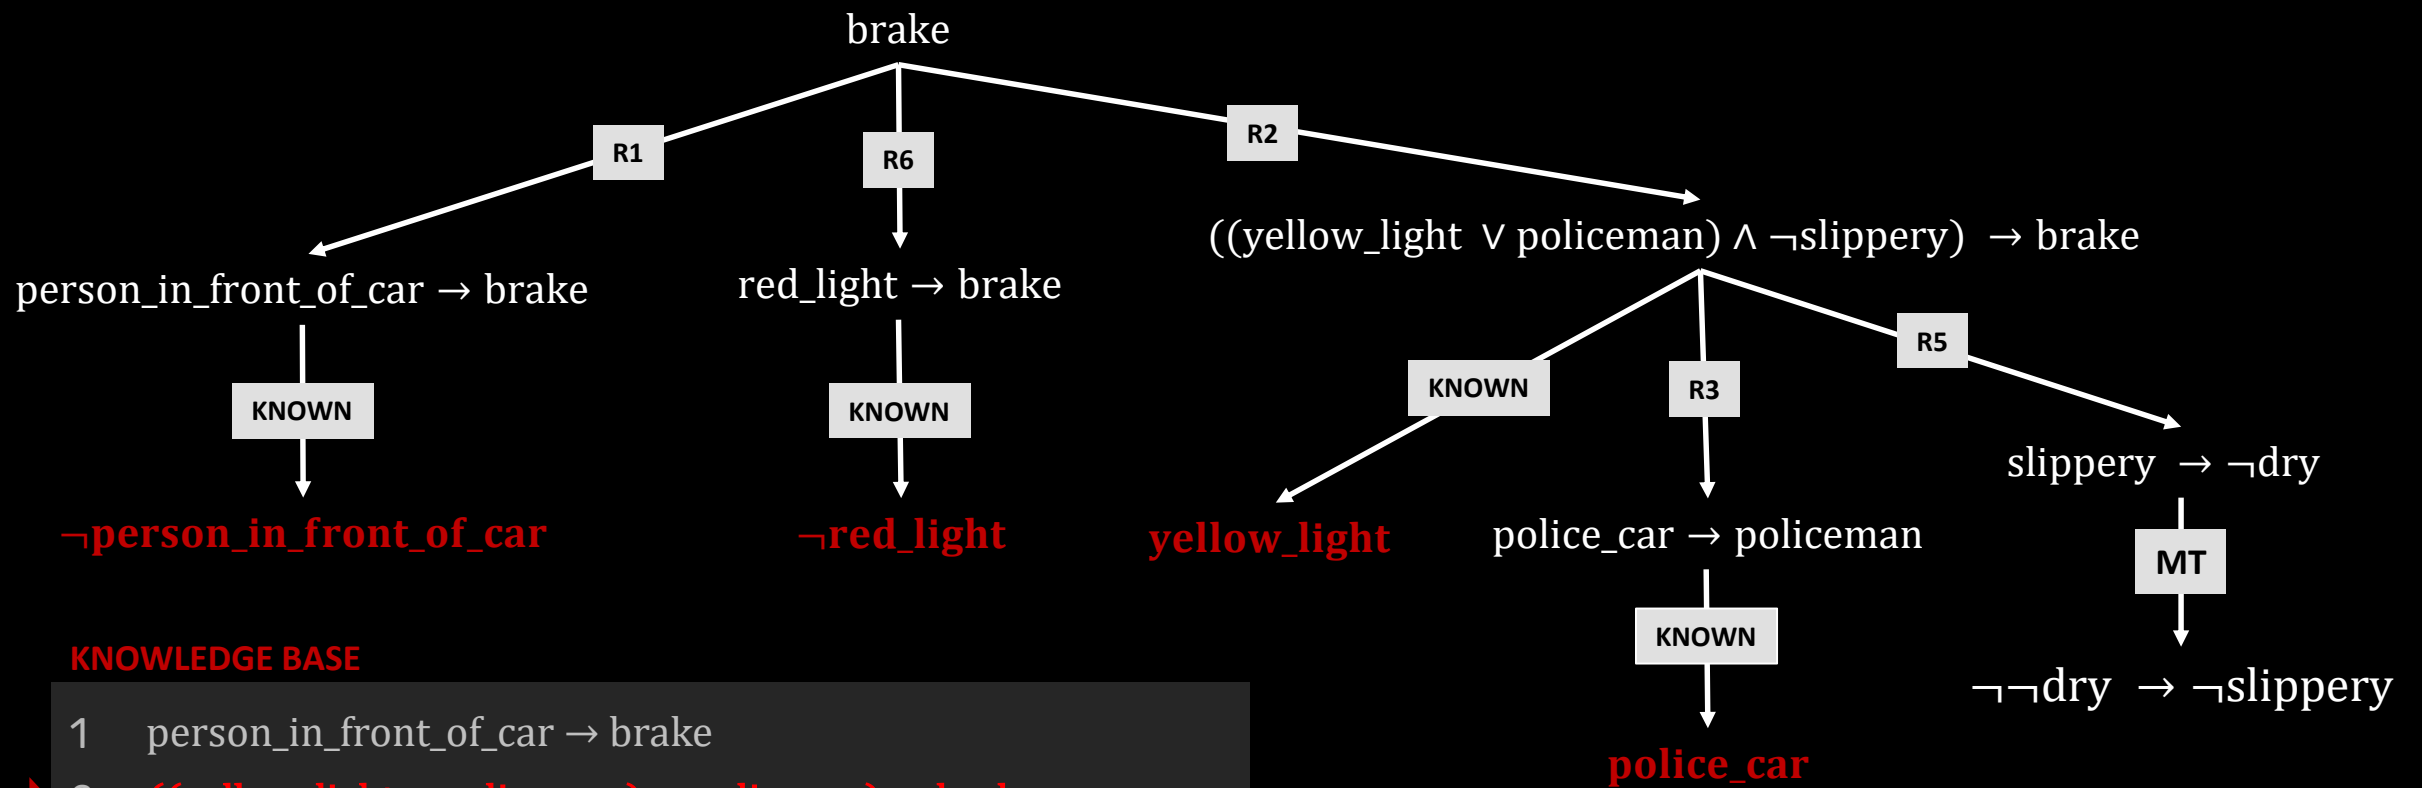 brake
R1
R6
R2
person_in_front_of_car → brake
red_light → brake
((yellow_light ∨ policeman) ∧ ¬slippery) → brake
KNOWN
KNOWN
KNOWN
R3
R5
¬person_in_front_of_car
¬red_light
yellow_light
police_car → policeman
slippery → ¬dry
KNOWN
MT
police_car
¬¬dry → ¬slippery
KNOWLEDGE BASE
1 person_in_front_of_car → brake